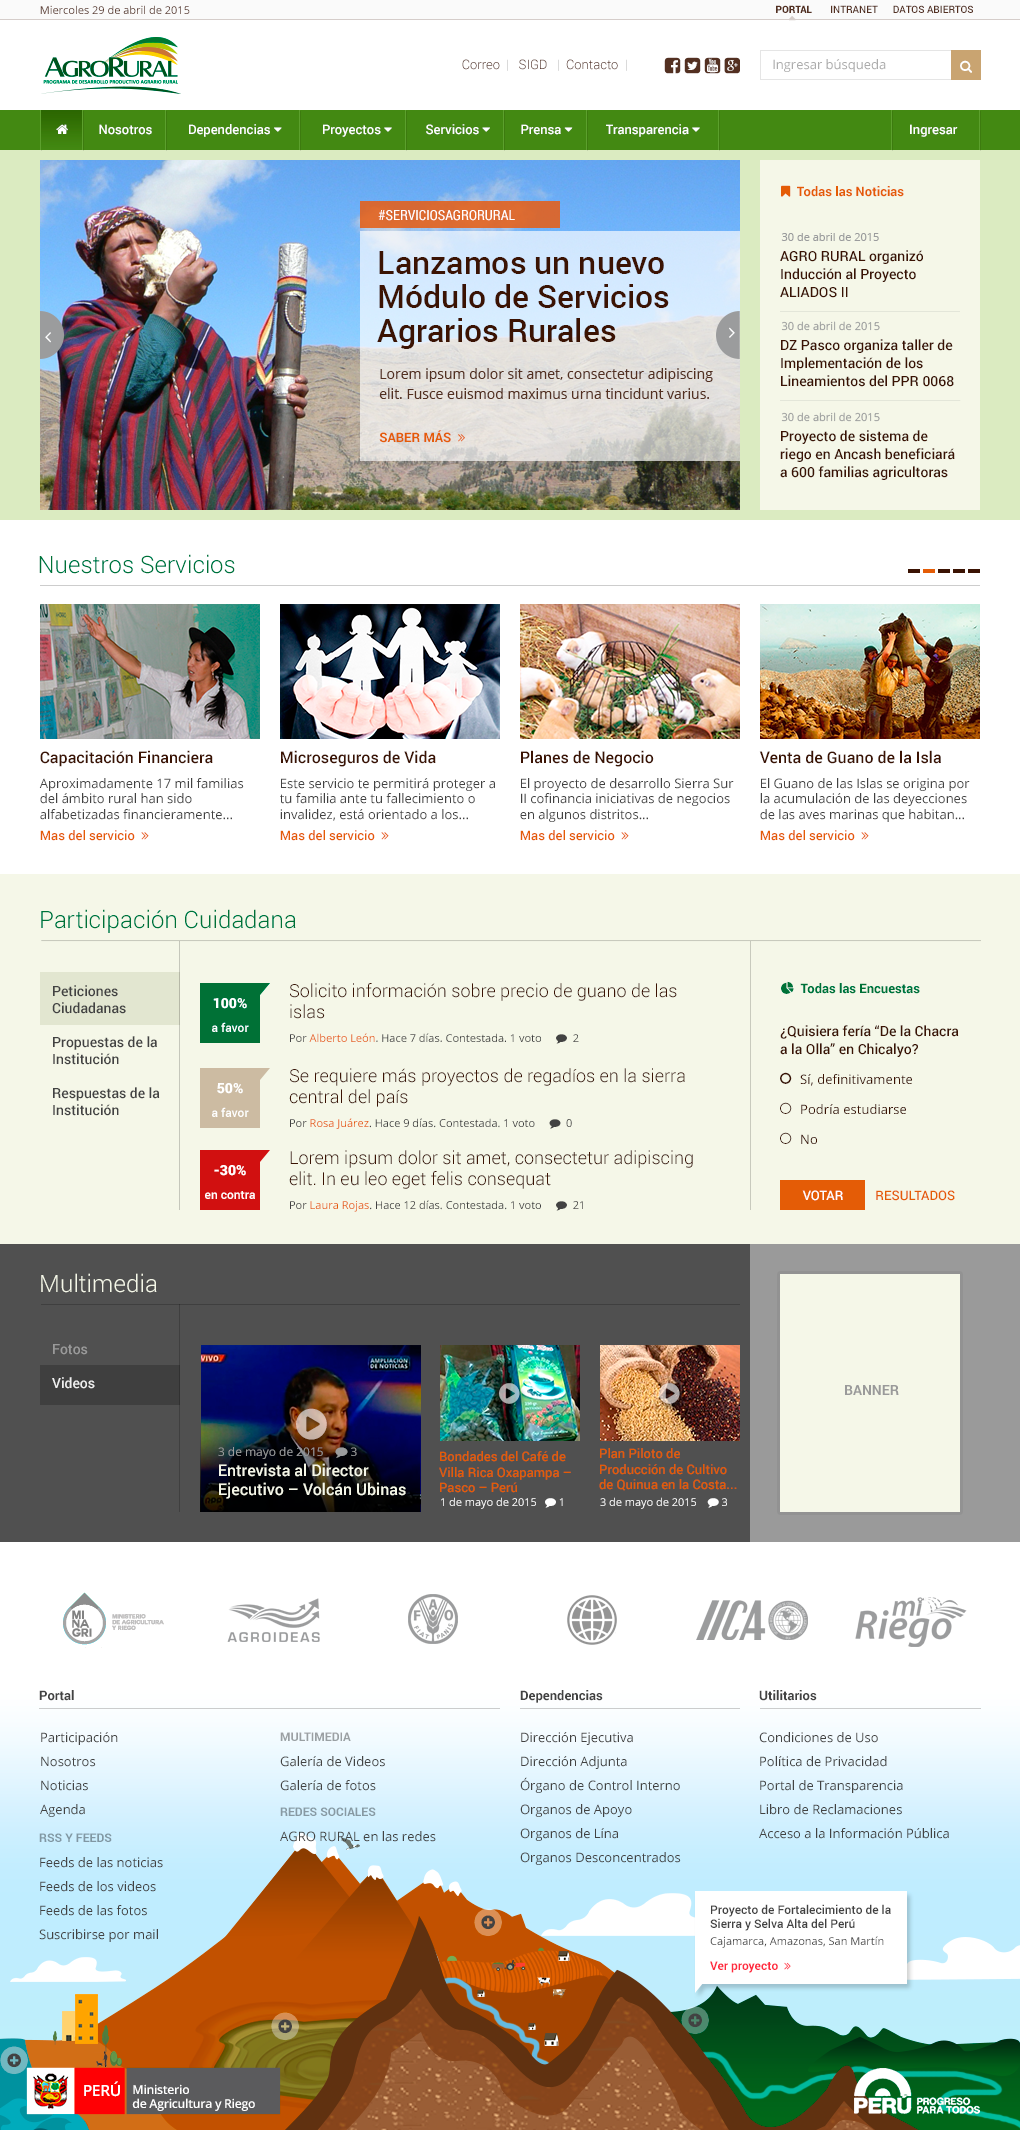 Miercoles 29 de abril de 2015
PORTAL INTRANET DATOS ABIERTOS
AGRORURAL
PROGRAMA DE DESARROLLO PRODUCTIVO AGRARIO RURAL
Correo SIGD Contacto
Ingresar búsqueda
Nosotros Dependencias Proyectos Servicios Prensa Transparencia Ingresar
#SERVICIOSAGRORURAL
Lanzamos un nuevo
Módulo de Servicios
Agrarios Rurales
Lorem ipsum dolor sit amet, consectetur adipiscing
elit. Fusce euismod maximus urna tincidunt varius.
SABER MÁS »
Todas las Noticias
30 de abril de 2015
AGRO RURAL organizó
Inducción al Proyecto
ALIADOS II
30 de abril de 2015
DZ Pasco organiza taller de
Implementación de los
Lineamientos del PPR 0068
30 de abril de 2015
Proyecto de sistema de
riego en Ancash beneficiará
a 600 familias agricultoras
Nuestros Servicios
Capacitación Financiera
Aproximadamente 17 mil familias
del ámbito rural han sido
alfabetizadas financieramente...
Mas del servicio »
Microseguros de Vida
Este servicio te permitirá proteger a
tu familia ante tu fallecimiento o
invalidez, está orientado a los...
Mas del servicio »
Planes de Negocio
El proyecto de desarrollo Sierra Sur
II cofinancia iniciativas de negocios
en algunos distritos...
Mas del servicio »
Venta de Guano de la Isla
El Guano de las Islas se origina por
la acumulación de las deyecciones
de las aves marinas que habitan...
Mas del servicio »
Participación Cuidadana
Peticiones
Ciudadanas
Propuestas de la
Institución
Respuestas de la
Institución
100%
a favor
Solicito información sobre precio de guano de las
islas
Por Alberto León. Hace 7 días. Contestada. 1 voto 2
50%
a favor
Se requiere más proyectos de regadíos en la sierra
central del país
Por Rosa Juárez. Hace 9 días. Contestada. 1 voto 0
-30%
en contra
Lorem ipsum dolor sit amet, consectetur adipiscing
elit. In eu leo eget felis consequat
Por Laura Rojas. Hace 12 días. Contestada. 1 voto 21
Todas las Encuestas
¿Quisiera fería “De la Chacra
a la Olla” en Chicalyo?
Sí, definitivamente
Podría estudiarse
No
VOTAR RESULTADOS
Multimedia
Fotos
Videos
VIVO
AMPLIACIÓN
DE NOTICIAS
3 de mayo de 2015 3
Entrevista al Director
Ejecutivo – Volcán Ubinas
Bondades del Café de
Villa Rica Oxapampa –
Pasco – Perú
1 de mayo de 2015 1
Plan Piloto de
Producción de Cultivo
de Quinua en la Costa...
3 de mayo de 2015 3
BANNER
MI
NA
GRI
MINISTERIO
DE AGRICULTURA
Y RIEGO
AGROIDEAS
FAO
FIAT PANIS
IICA
mi
Riego
Portal
Participación
Nosotros
Noticias
Agenda
RSS Y FEEDS
Feeds de las noticias
Feeds de los videos
Feeds de las fotos
Suscribirse por mail
MULTIMEDIA
Galería de Videos
Galería de fotos
REDES SOCIALES
AGRO RURAL en las redes
Dependencias
Dirección Ejecutiva
Dirección Adjunta
Órgano de Control Interno
Organos de Apoyo
Organos de Lína
Organos Desconcentrados
Utilitarios
Condiciones de Uso
Política de Privacidad
Portal de Transparencia
Libro de Reclamaciones
Acceso a la Información Pública
Proyecto de Fortalecimiento de la
Sierra y Selva Alta del Perú
Cajamarca, Amazonas, San Martín
Ver proyecto »
PERÚ
Ministerio
de Agricultura y Riego
PERÚ
PROGRESO
PARA TODOS